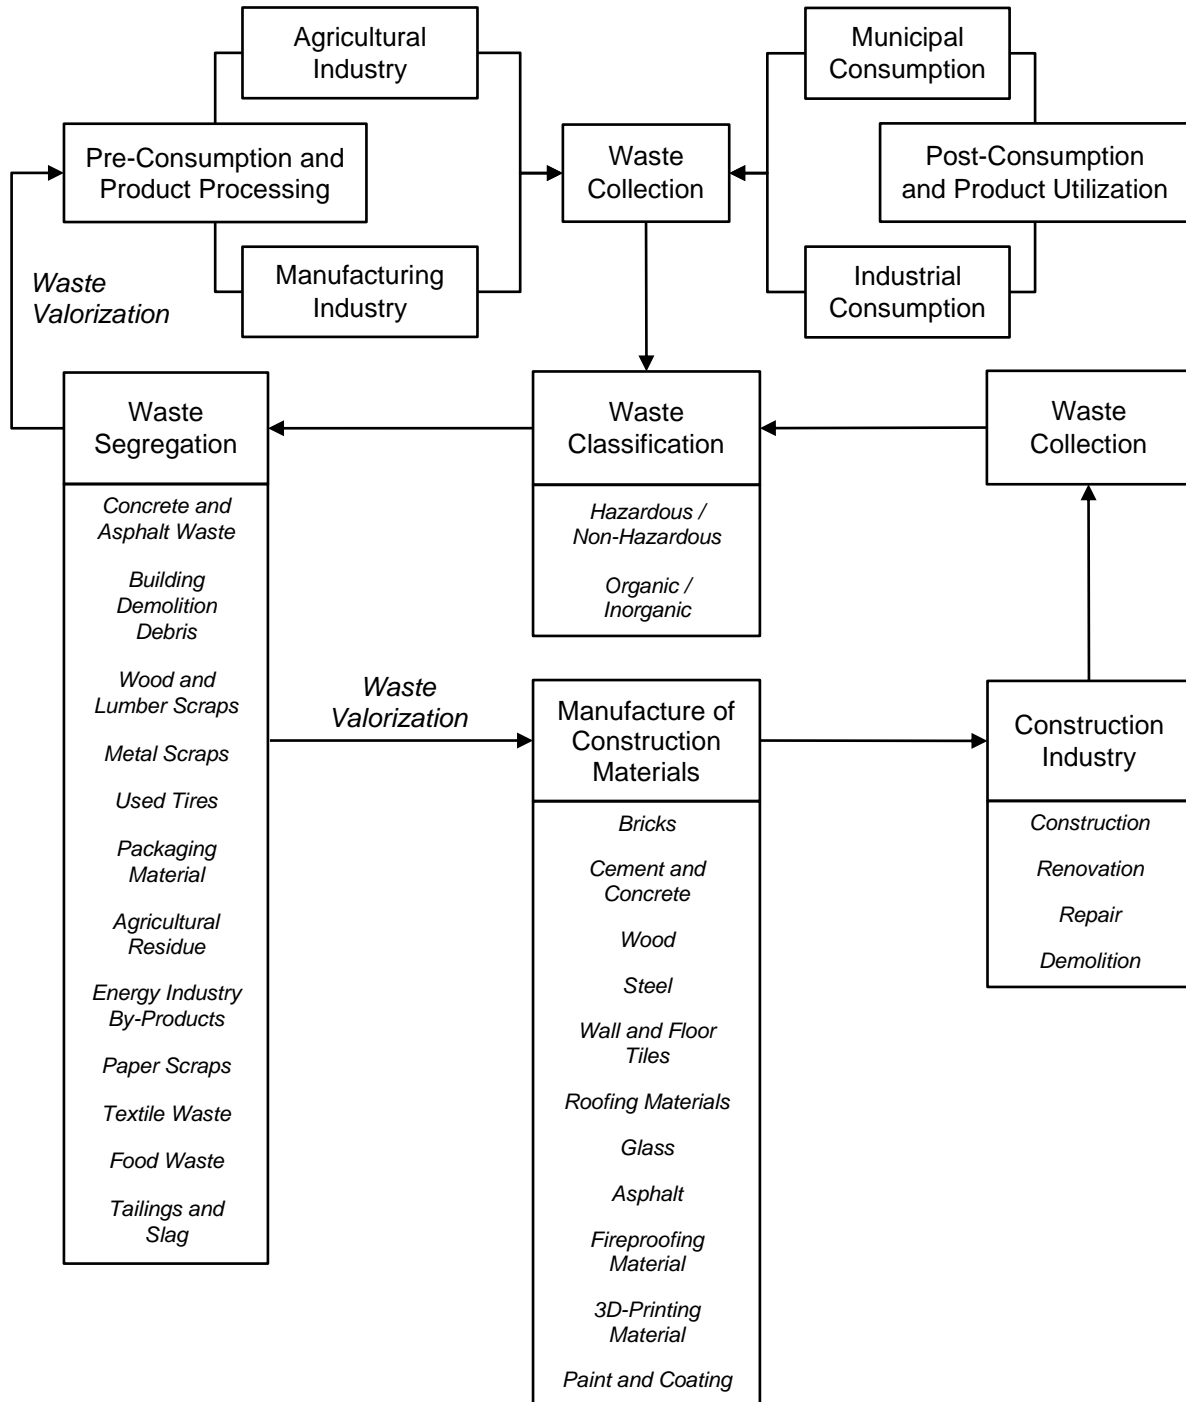 Agricultural
Industry
Municipal
Consumption
Pre-Consumption and
Product Processing
Waste
Collection
Post-Consumption
and Product Utilization
Manufacturing
Industry
Industrial
Consumption
Waste
Valorization
Waste
Segregation
Concrete and
Asphalt Waste
Building
Demolition
Debris
Wood and
Lumber Scraps
Metal Scraps
Used Tires
Packaging
Material
Agricultural
Residue
Energy Industry
By-Products
Paper Scraps
Textile Waste
Food Waste
Tailings and
Slag
Waste
Classification
Hazardous /
Non-Hazardous
Organic /
Inorganic
Waste
Collection
Waste
Valorization
Manufacture of
Construction
Materials
Bricks
Cement and
Concrete
Wood
Steel
Wall and Floor
Tiles
Roofing Materials
Glass
Asphalt
Fireproofing
Material
3D-Printing
Material
Paint and Coating
Construction
Industry
Construction
Renovation
Repair
Demolition